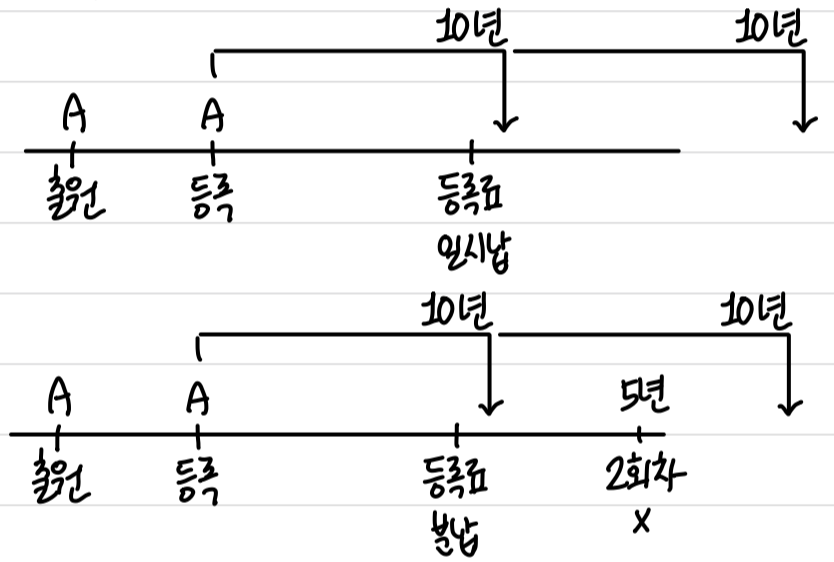 10년 10년
A A
출원 등록 등록료
일시납
10년 10년
A A 5년
출원 등록 등록료 2회차
분납 X